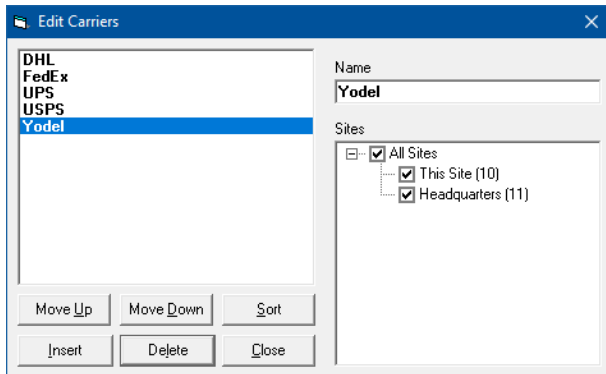 Edit Carriers
DHL
FedEx
UPS
USPS
Yodel
Move Up
Move Down
Sort
Insert
Delete
Close
Name
Yodel
Sites
All Sites
This Site (10)
Headquarters (11)